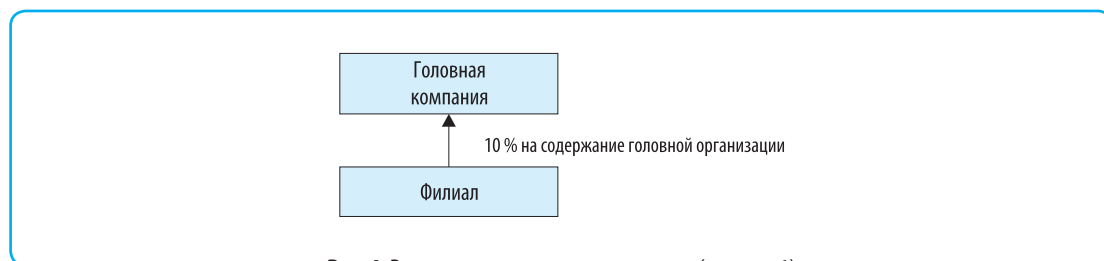 Головная
компания
10 % на содержание головной организации
Филиал